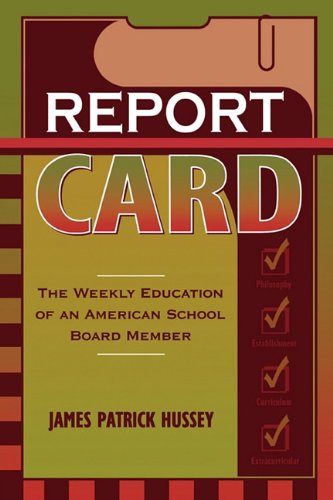 REPORT
CARD
THE WEEKLY EDUCATION
OF AN AMERICAN SCHOOL
BOARD MEMBER
JAMES PATRICK HUSSEY
Philosophy
Establishment
Curriculum
Extracurricular